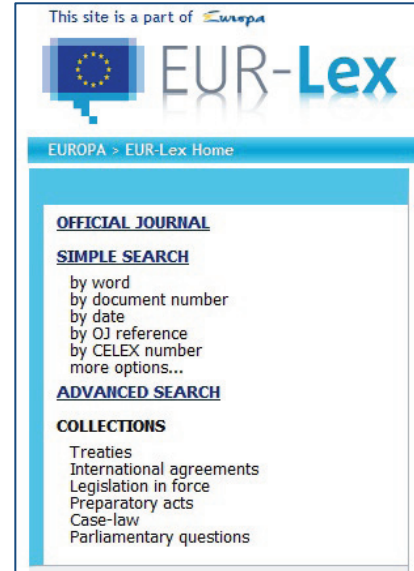 This site is a part of Europa
EUR-Lex
EUROPA > EUR-Lex Home
OFFICIAL JOURNAL
SIMPLE SEARCH
by word
by document number
by date
by OJ reference
by CELEX number
more options...
ADVANCED SEARCH
COLLECTIONS
Treaties
International agreements
Legislation in force
Preparatory acts
Case-law
Parliamentary questions